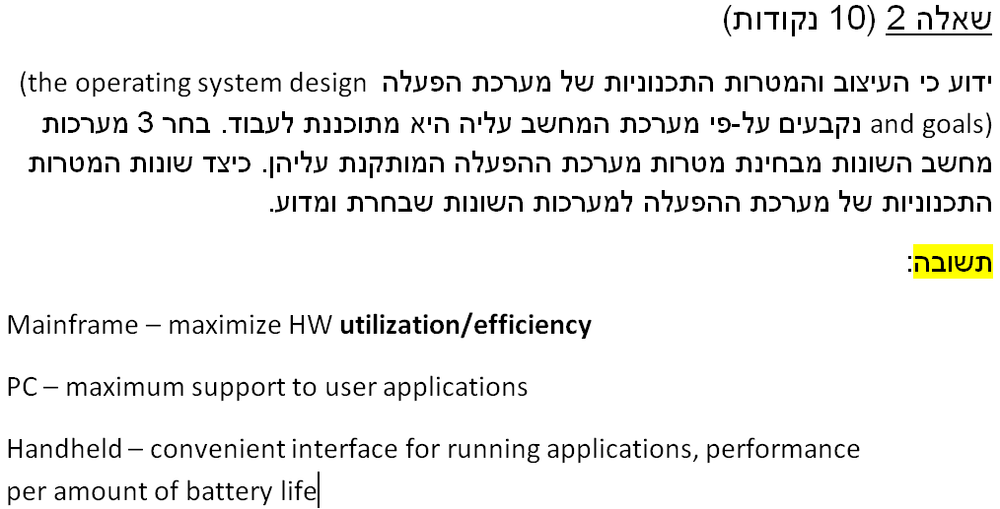 שאלה 2 (10 נקודות)
ידוע כי העיצוב והמטרות התכנוניות של מערכת הפעלה (the operating system design
and goals) נקבעים על-פי מערכת המחשב עליה היא מתוכננת לעבוד. בחר 3 מערכות
מחשב השונות מבחינת מטרות מערכת ההפעלה המותקנת עליהן. כיצד שונות המטרות
התכנוניות של מערכת ההפעלה למערכות השונות שבחרת ומדוע.
תשובה:
Mainframe – maximize HW utilization/efficiency
PC – maximum support to user applications
Handheld – convenient interface for running applications, performance
per amount of battery life